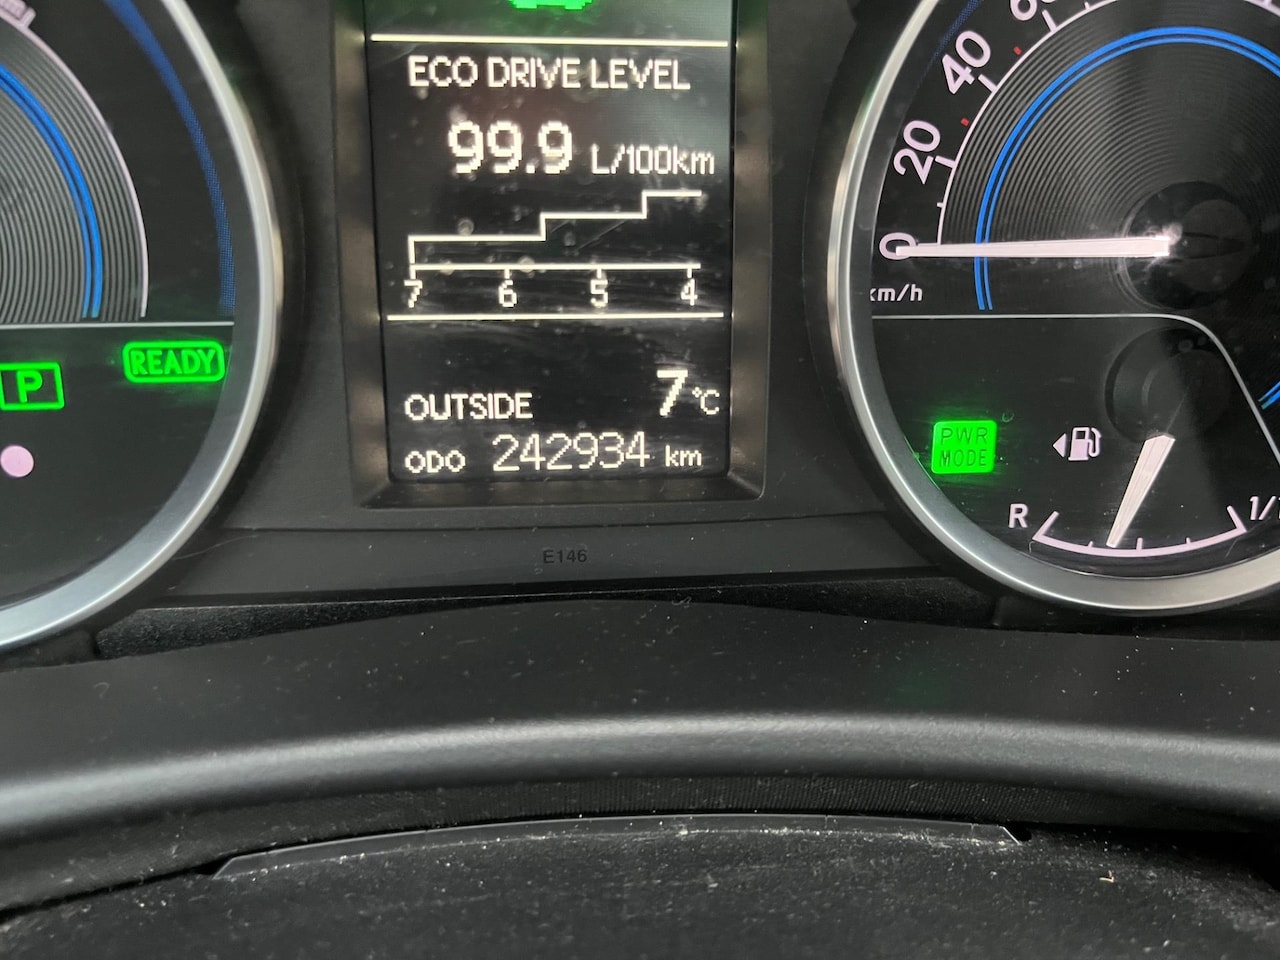 ECO DRIVE LEVEL
99.9 L/100km
7 6 5 4
OUTSIDE 7°C
ODO 242934 km
P
READY
0
20
40
km/h
PWR
MODE
R
E146